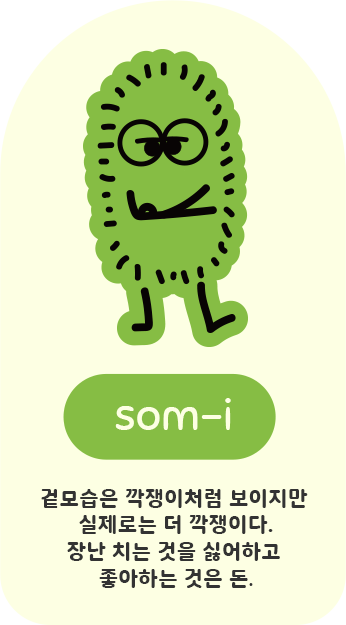 som-i
겉모습은 깍쟁이처럼 보이지만
실제로는 더 깍쟁이다.
장난 치는 것을 싫어하고
좋아하는 것은 돈.